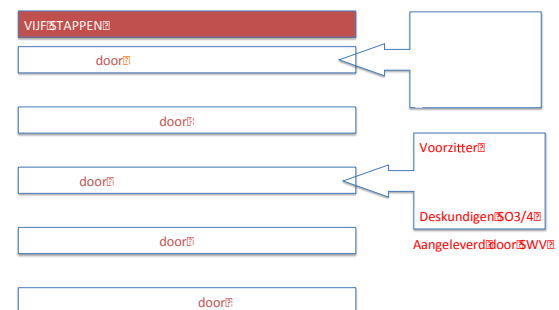 VIJF STAPPEN
door
door
door
door
door
Voorzitter
Deskundigen SO3/4
Aangeleverd door SWV